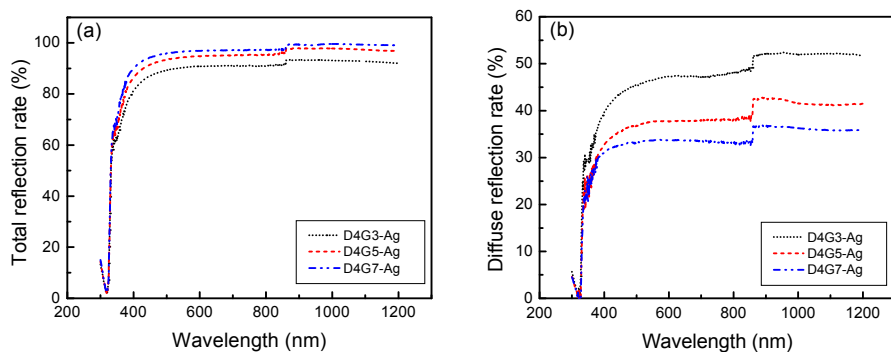 (a)
Total reflection rate (%)
100
80
60
40
20
0
D4G3-Ag
D4G5-Ag
D4G7-Ag
200 400 600 800 1000 1200
Wavelength (nm)
(b)
Diffuse reflection rate (%)
60
50
40
30
20
10
0
D4G3-Ag
D4G5-Ag
D4G7-Ag
200 400 600 800 1000 1200
Wavelength (nm)